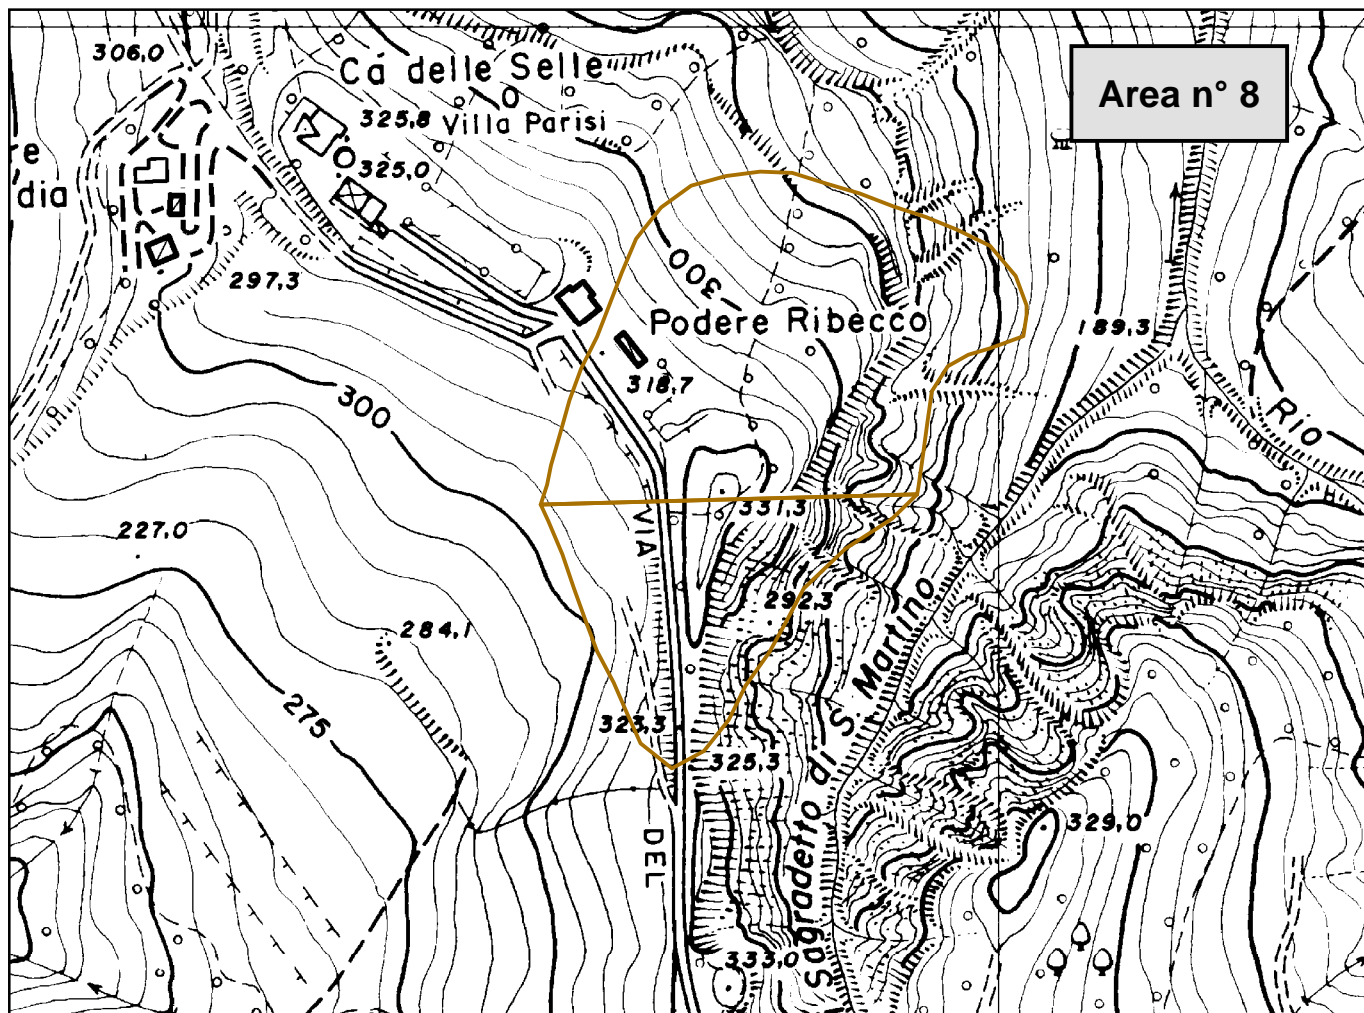 306,0
Cá delle Selle
o
Villa Parisi
325,8
325,0
Area n° 8
re
'dia
297,3
300
Podere Ribecco
318,7
189,3
300
Rio
331,3
VIA
227,0
292,3
284,1
Sagradetto di S. Martino
275
323,3
325,3
329,0
DEL
333,0